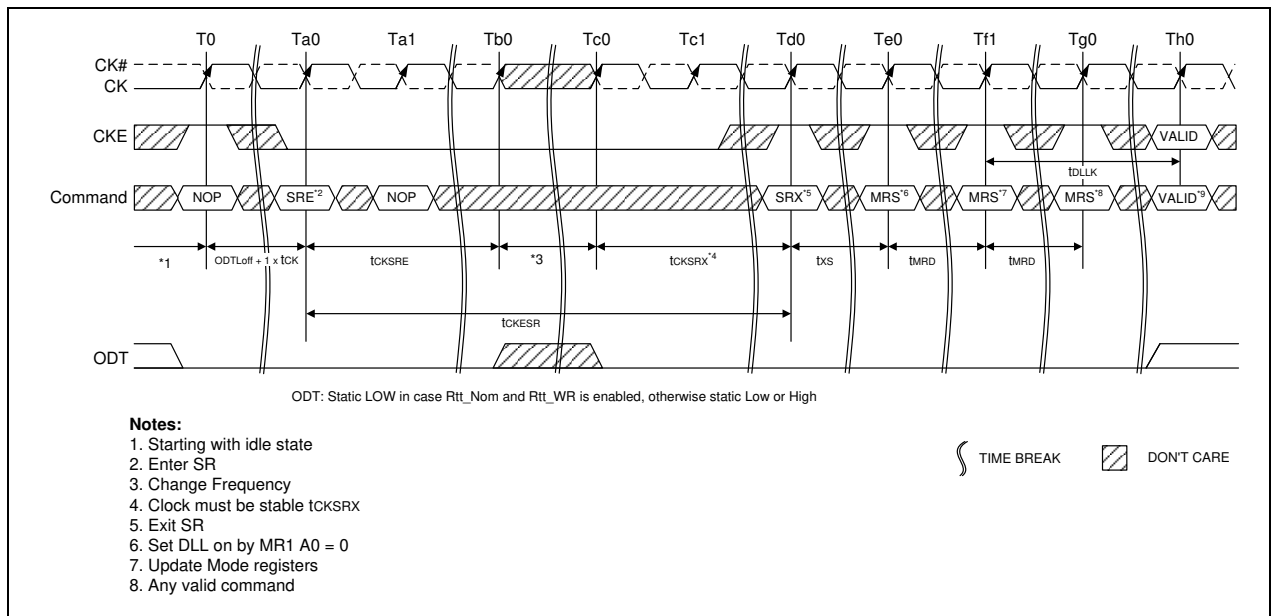 T0 Ta0 Ta1 Tb0 Tc0 Tc1 Td0 Te0 Tf1 Tg0 Th0
CK#
CK
CKE VALID
tDLLK
Command NOP SRE*2 NOP SRX*5 MRS*6 MRS*7 MRS*8 VALID*9
*1 ODTLoff + 1 x tCK tCKSRE *3 tCKSRX*4 tXS tMRD tMRD
tCKESR
ODT
ODT: Static LOW in case Rtt_Nom and Rtt_WR is enabled, otherwise static Low or High
Notes:
1. Starting with idle state
2. Enter SR
3. Change Frequency
4. Clock must be stable tCKSRX
5. Exit SR
6. Set DLL on by MR1 A0 = 0
7. Update Mode registers
8. Any valid command
TIME BREAK DON'T CARE